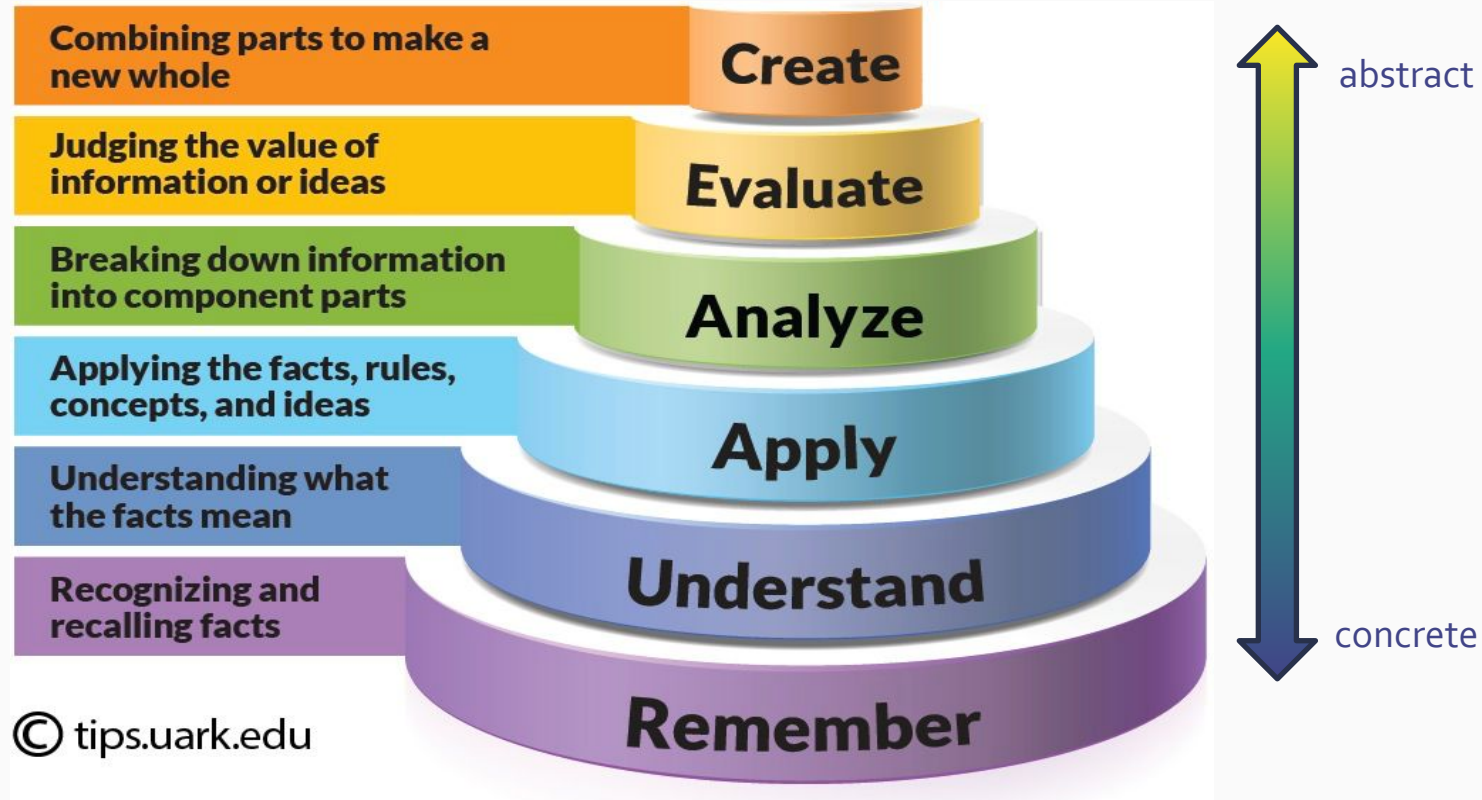 Combining parts to make a
new whole
Create
Judging the value of
information or ideas
Evaluate
Breaking down information
into component parts
Analyze
Applying the facts, rules,
concepts, and ideas
Apply
Understanding what
the facts mean
Understand
Recognizing and
recalling facts
Remember
© tips.uark.edu
abstract
concrete